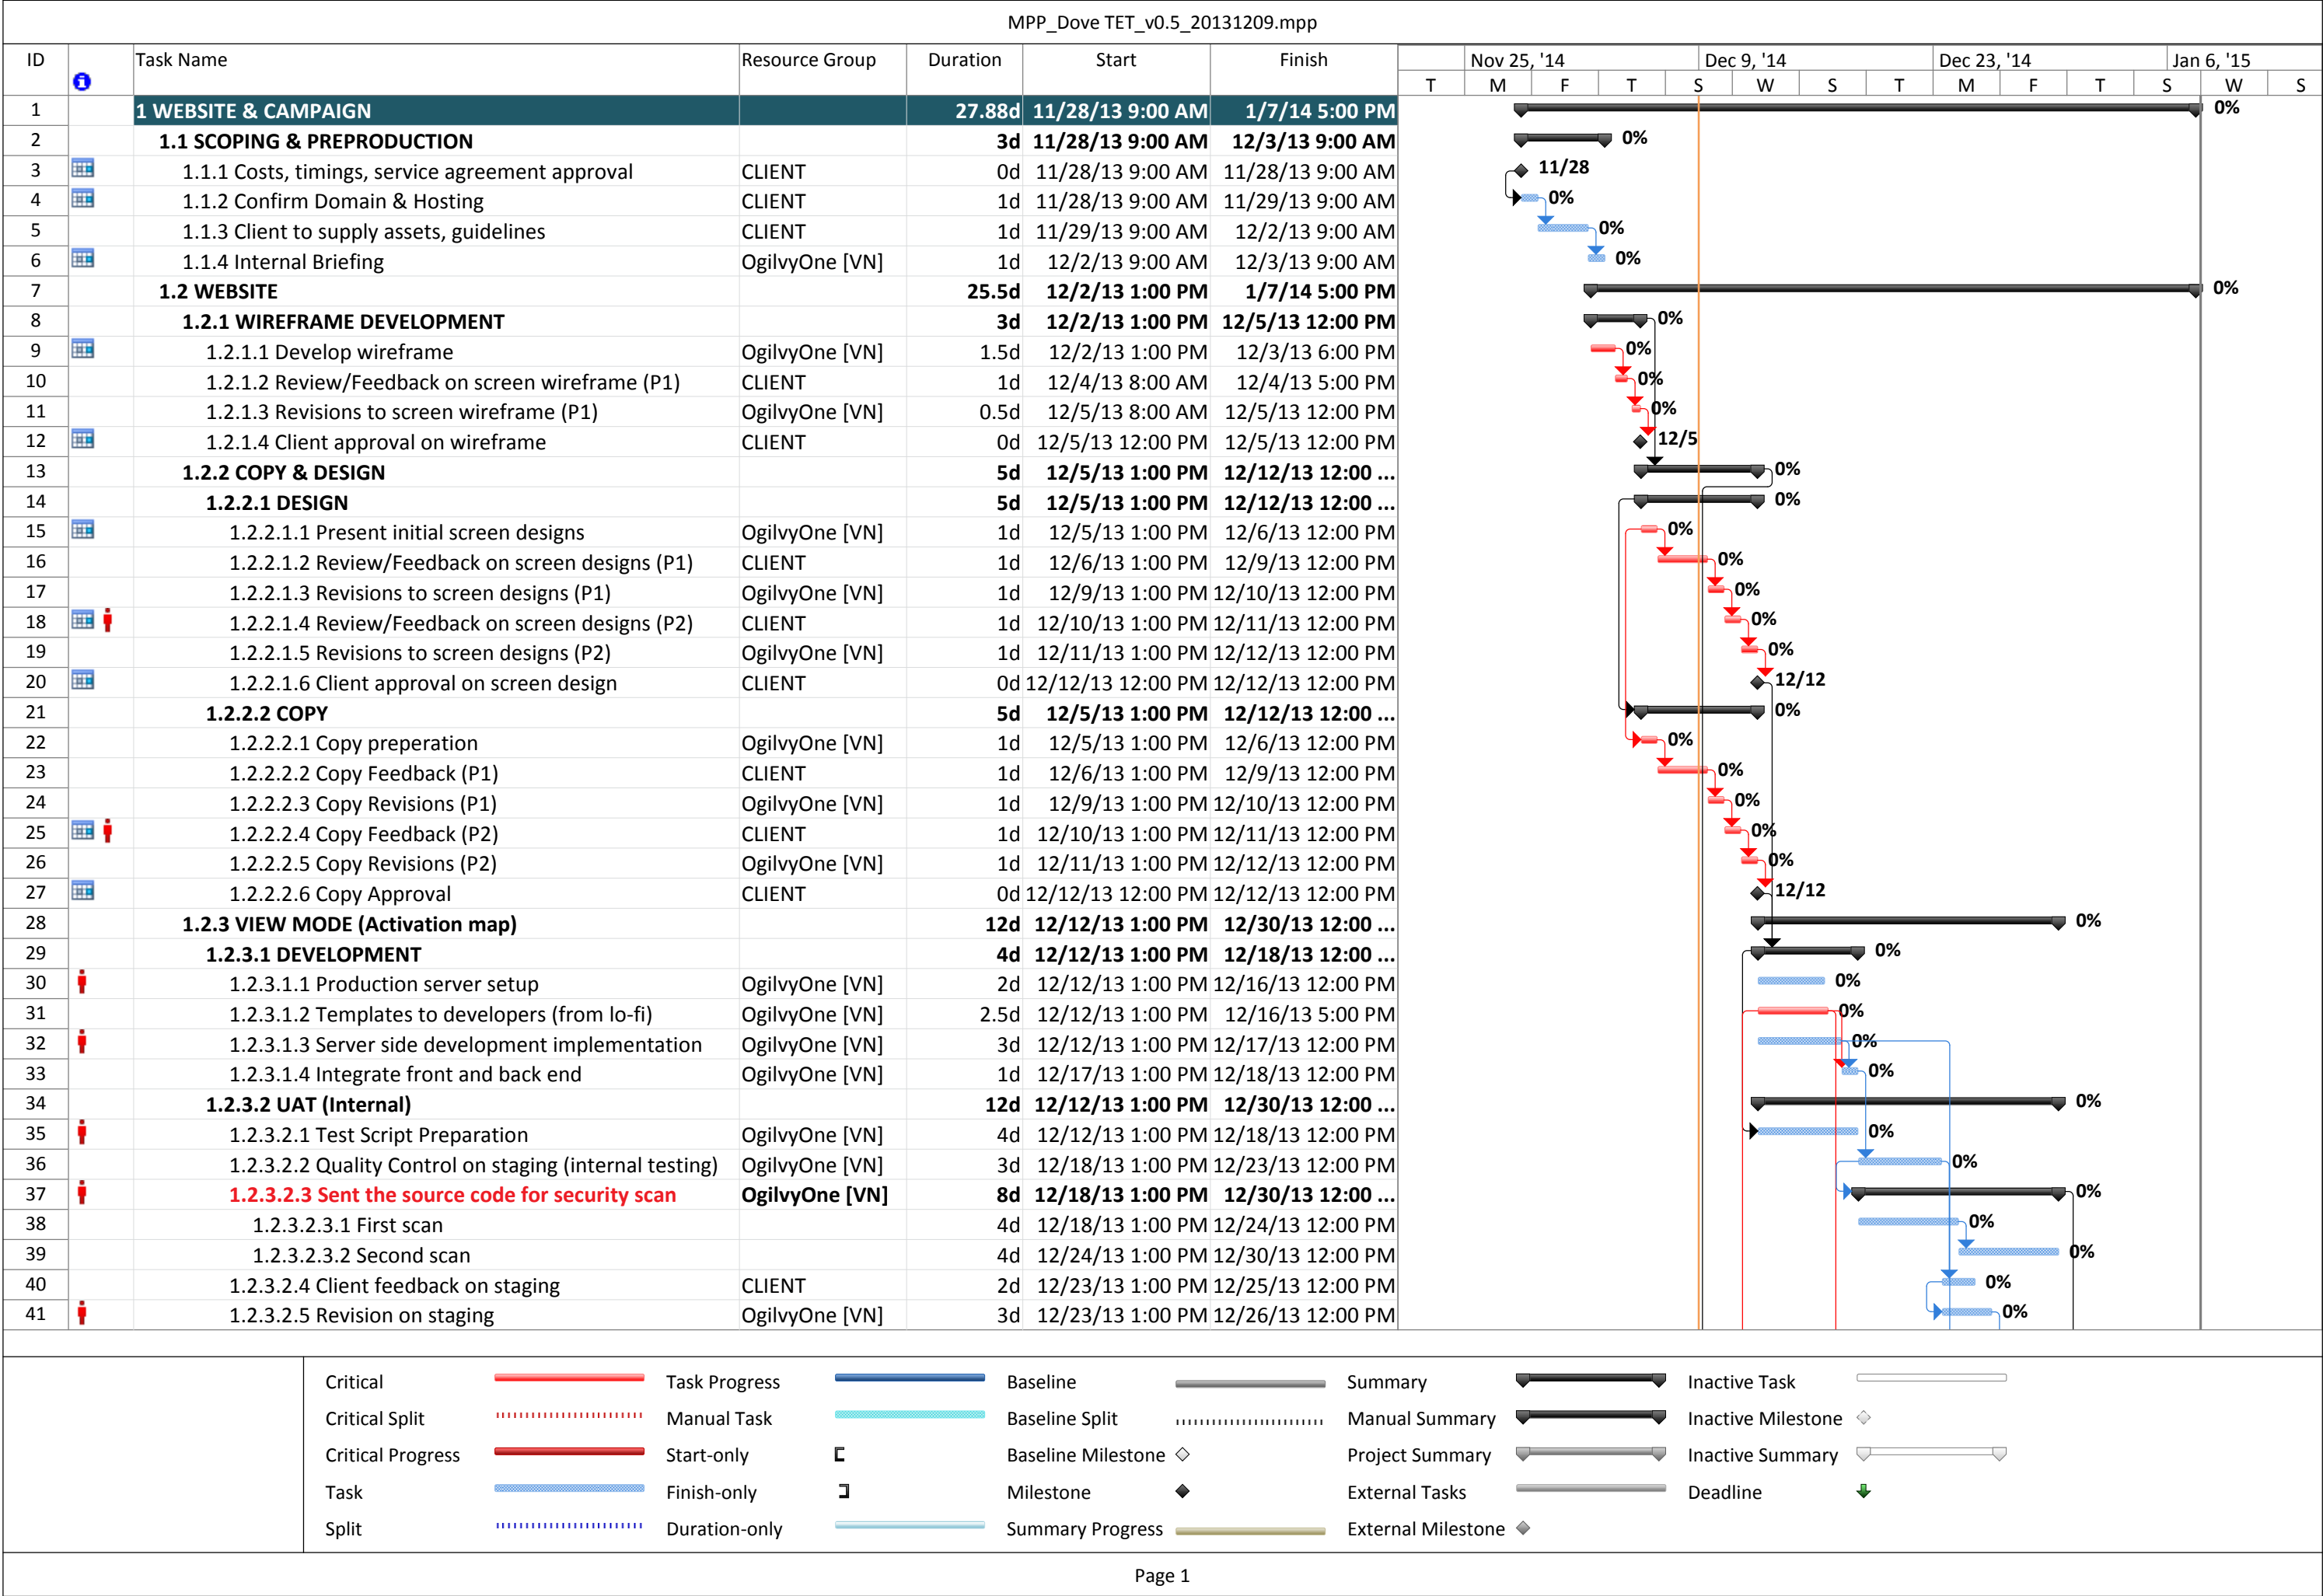 MPP_Dove TET_v0.5_20131209.mpp
ID Task Name Resource Group Duration Start Finish Nov 25, '14 Dec 9, '14 Dec 23, '14 Jan 6, '15
T M F T S W S T M F T S W S
1 1 WEBSITE & CAMPAIGN 27.88d 11/28/13 9:00 AM 1/7/14 5:00 PM 0%
2 1.1 SCOPING & PREPRODUCTION 3d 11/28/13 9:00 AM 12/3/13 9:00 AM 0%
3 1.1.1 Costs, timings, service agreement approval CLIENT 0d 11/28/13 9:00 AM 11/28/13 9:00 AM 11/28
4 1.1.2 Confirm Domain & Hosting CLIENT 1d 11/28/13 9:00 AM 11/29/13 9:00 AM 0%
5 1.1.3 Client to supply assets, guidelines CLIENT 1d 11/29/13 9:00 AM 12/2/13 9:00 AM 0%
6 1.1.4 Internal Briefing OgilvyOne [VN] 1d 12/2/13 9:00 AM 12/3/13 9:00 AM 0%
7 1.2 WEBSITE 25.5d 12/2/13 1:00 PM 1/7/14 5:00 PM 0%
8 1.2.1 WIREFRAME DEVELOPMENT 3d 12/2/13 1:00 PM 12/5/13 12:00 PM 0%
9 1.2.1.1 Develop wireframe OgilvyOne [VN] 1.5d 12/2/13 1:00 PM 12/3/13 6:00 PM 0%
10 1.2.1.2 Review/Feedback on screen wireframe (P1) CLIENT 1d 12/4/13 8:00 AM 12/4/13 5:00 PM 0%
11 1.2.1.3 Revisions to screen wireframe (P1) OgilvyOne [VN] 0.5d 12/5/13 8:00 AM 12/5/13 12:00 PM 0%
12 1.2.1.4 Client approval on wireframe CLIENT 0d 12/5/13 12:00 PM 12/5/13 12:00 PM 12/5
13 1.2.2 COPY & DESIGN 5d 12/5/13 1:00 PM 12/12/13 12:00 ... 0%
14 1.2.2.1 DESIGN 5d 12/5/13 1:00 PM 12/12/13 12:00 ... 0%
15 1.2.2.1.1 Present initial screen designs OgilvyOne [VN] 1d 12/5/13 1:00 PM 12/6/13 12:00 PM 0%
16 1.2.2.1.2 Review/Feedback on screen designs (P1) CLIENT 1d 12/6/13 1:00 PM 12/9/13 12:00 PM 0%
17 1.2.2.1.3 Revisions to screen designs (P1) OgilvyOne [VN] 1d 12/9/13 1:00 PM 12/10/13 12:00 PM 0%
18 1.2.2.1.4 Review/Feedback on screen designs (P2) CLIENT 1d 12/10/13 1:00 PM 12/11/13 12:00 PM 0%
19 1.2.2.1.5 Revisions to screen designs (P2) OgilvyOne [VN] 1d 12/11/13 1:00 PM 12/12/13 12:00 PM 0%
20 1.2.2.1.6 Client approval on screen design CLIENT 0d 12/12/13 12:00 PM 12/12/13 12:00 PM 12/12
21 1.2.2.2 COPY 5d 12/5/13 1:00 PM 12/12/13 12:00 ... 0%
22 1.2.2.2.1 Copy preperation OgilvyOne [VN] 1d 12/5/13 1:00 PM 12/6/13 12:00 PM 0%
23 1.2.2.2.2 Copy Feedback (P1) CLIENT 1d 12/6/13 1:00 PM 12/9/13 12:00 PM 0%
24 1.2.2.2.3 Copy Revisions (P1) OgilvyOne [VN] 1d 12/9/13 1:00 PM 12/10/13 12:00 PM 0%
25 1.2.2.2.4 Copy Feedback (P2) CLIENT 1d 12/10/13 1:00 PM 12/11/13 12:00 PM 0%
26 1.2.2.2.5 Copy Revisions (P2) OgilvyOne [VN] 1d 12/11/13 1:00 PM 12/12/13 12:00 PM 0%
27 1.2.2.2.6 Copy Approval CLIENT 0d 12/12/13 12:00 PM 12/12/13 12:00 PM 12/12
28 1.2.3 VIEW MODE (Activation map) 12d 12/12/13 1:00 PM 12/30/13 12:00 ... 0%
29 1.2.3.1 DEVELOPMENT 4d 12/12/13 1:00 PM 12/18/13 12:00 ... 0%
30 1.2.3.1.1 Production server setup OgilvyOne [VN] 2d 12/12/13 1:00 PM 12/16/13 12:00 PM 0%
31 1.2.3.1.2 Templates to developers (from lo-fi) OgilvyOne [VN] 2.5d 12/12/13 1:00 PM 12/16/13 5:00 PM 0%
32 1.2.3.1.3 Server side development implementation OgilvyOne [VN] 3d 12/12/13 1:00 PM 12/17/13 12:00 PM 0%
33 1.2.3.1.4 Integrate front and back end OgilvyOne [VN] 1d 12/17/13 1:00 PM 12/18/13 12:00 PM 0%
34 1.2.3.2 UAT (Internal) 12d 12/12/13 1:00 PM 12/30/13 12:00 ... 0%
35 1.2.3.2.1 Test Script Preparation OgilvyOne [VN] 4d 12/12/13 1:00 PM 12/18/13 12:00 PM 0%
36 1.2.3.2.2 Quality Control on staging (internal testing) OgilvyOne [VN] 3d 12/18/13 1:00 PM 12/23/13 12:00 PM 0%
37 1.2.3.2.3 Sent the source code for security scan OgilvyOne [VN] 8d 12/18/13 1:00 PM 12/30/13 12:00 ... 0%
38 1.2.3.2.3.1 First scan 4d 12/18/13 1:00 PM 12/24/13 12:00 PM 0%
39 1.2.3.2.3.2 Second scan 4d 12/24/13 1:00 PM 12/30/13 12:00 PM 0%
40 1.2.3.2.4 Client feedback on staging CLIENT 2d 12/23/13 1:00 PM 12/25/13 12:00 PM 0%
41 1.2.3.2.5 Revision on staging OgilvyOne [VN] 3d 12/23/13 1:00 PM 12/26/13 12:00 PM 0%
Critical Task Progress Baseline Summary Inactive Task
Critical Split Manual Task Baseline Split Manual Summary Inactive Milestone
Critical Progress Start-only Baseline Milestone Project Summary Inactive Summary
Task Finish-only Milestone External Tasks Deadline
Split Duration-only Summary Progress External Milestone
Page 1